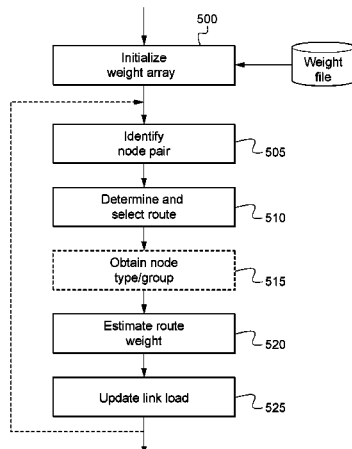 500
Initialize
weight array
Weight
file
Identify
node pair
505
Determine and
select route
510
Obtain node
type/group
515
Estimate route
weight
520
Update link load
525